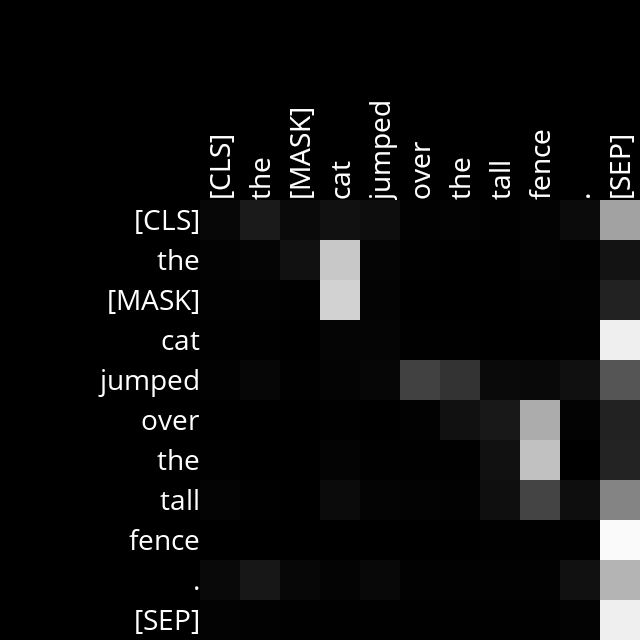 [CLS] the [MASK] cat jumped over the tall fence . [SEP]
[CLS]
the
[MASK]
cat
jumped
over
the
tall
fence
.
[SEP]